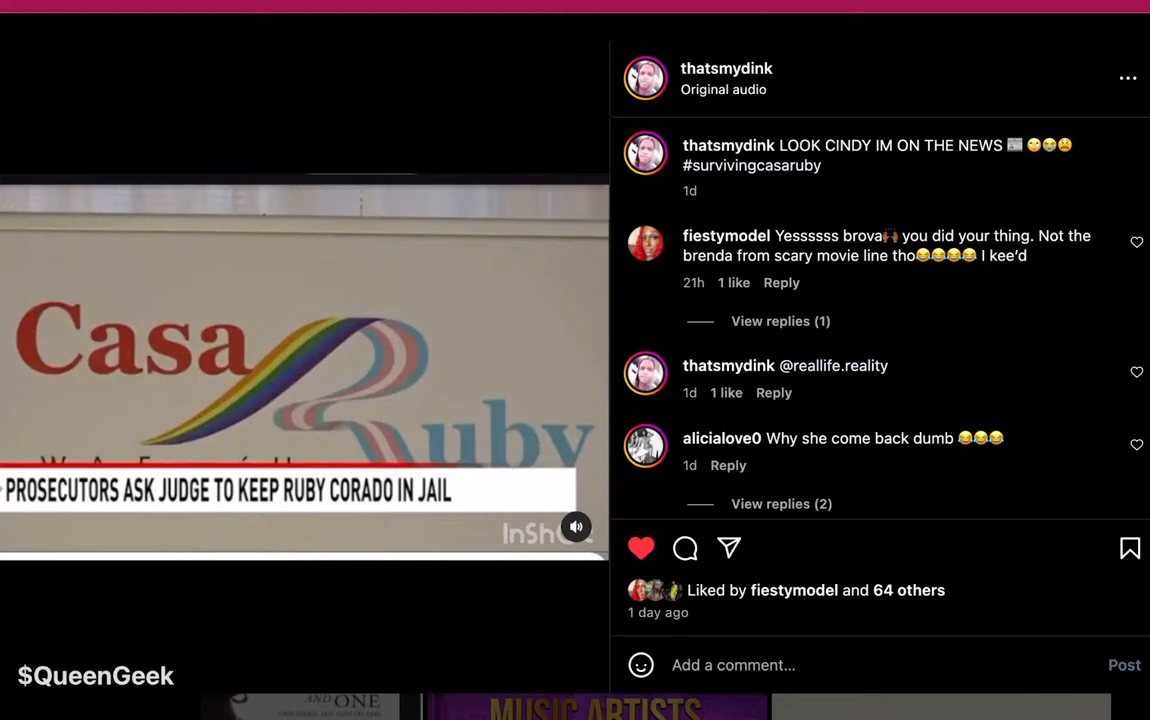 thatsmydink
Original audio
thatsmydink LOOK CINDY IM ON THE NEWS 📰 🙄😭😩
#survivingcasaruby
1d
fiestymodel Yessssss brova🙌🏾 you did your thing. Not the
brenda from scary movie line tho😂😂😂😂 I kee'd
21h 1 like Reply
View replies (1)
thatsmydink @reallife.reality
1d 1 like Reply
alicialove0 Why she come back dumb 😂😂😂
1d Reply
View replies (2)
Liked by fiestymodel and 64 others
1 day ago
Add a comment... Post
Casa
Ruby
PROSECUTORS ASK JUDGE TO KEEP RUBY CORADO IN JAIL
InSh
$QueenGeek
AND ONE
MUSIC ARTISTS